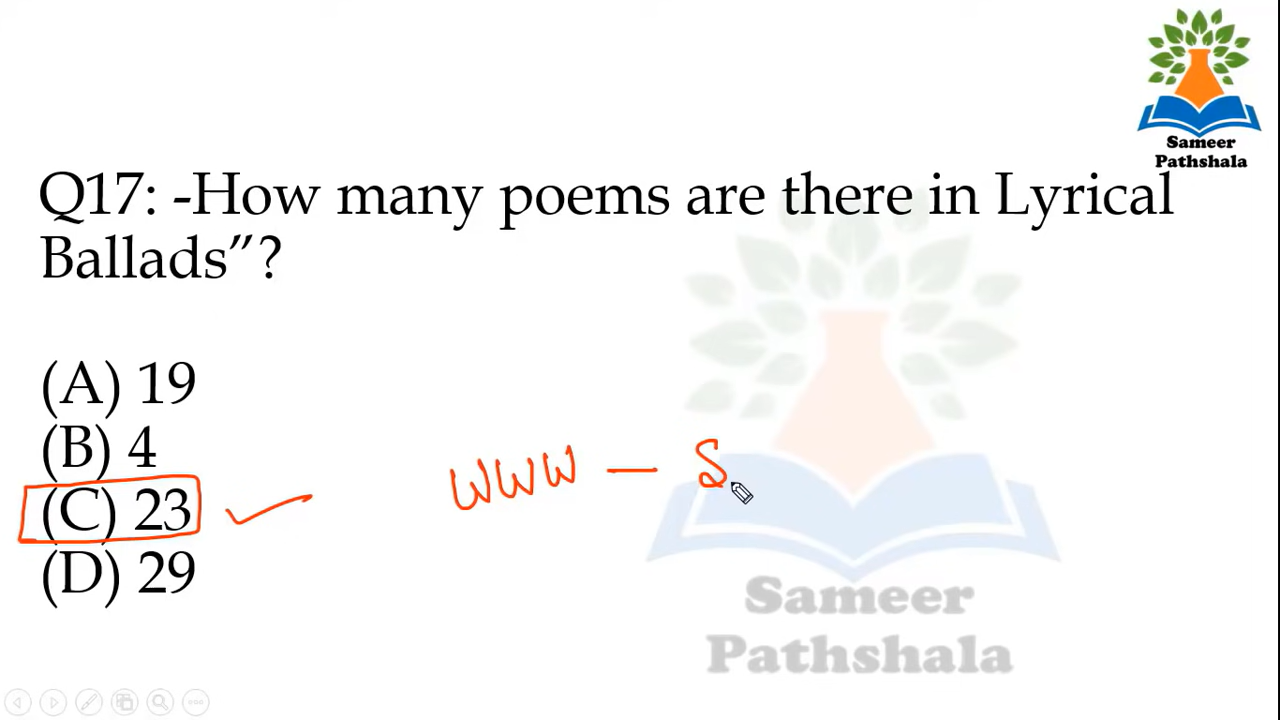 Sameer
Pathshala
Q17: -How many poems are there in Lyrical
Ballads”?
(A) 19
(B) 4
(C) 23
(D) 29
WWW — S
Sameer
Pathshala